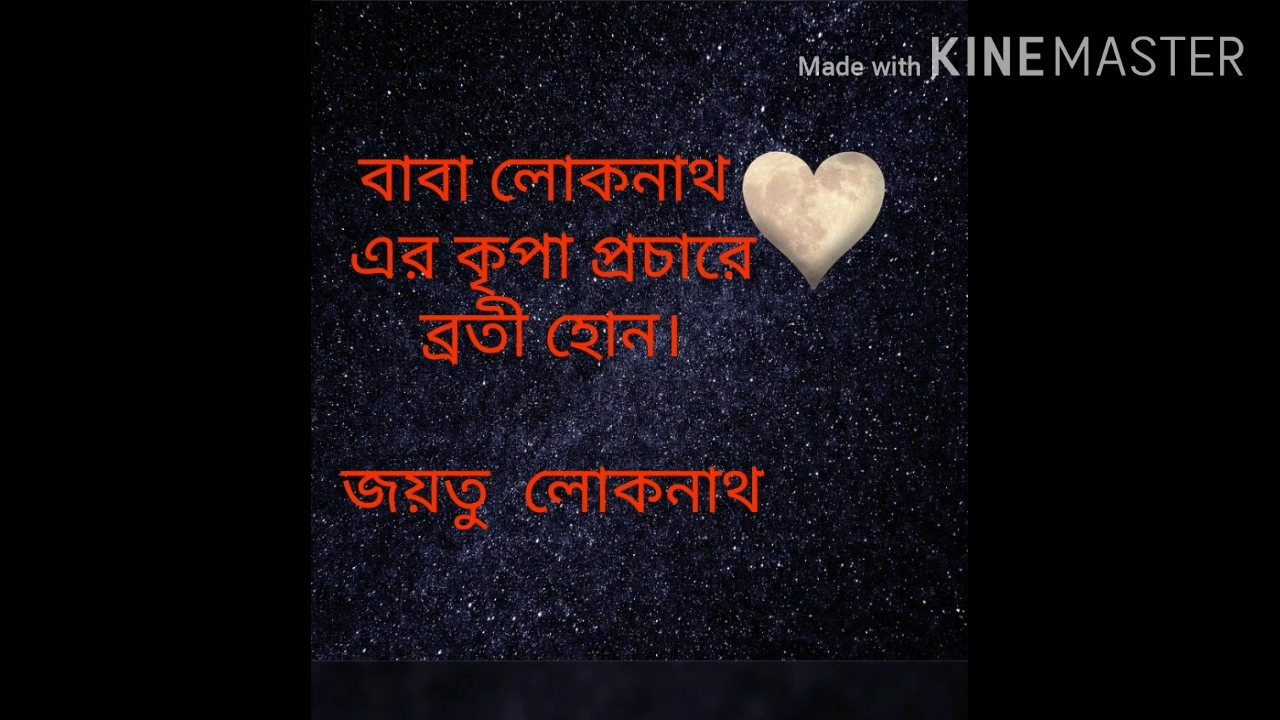 Made with KINEMASTER
বাবা লোকনাথ
এর কৃপা প্রচারে
ব্রতী হোন।
জয়তু লোকনাথ